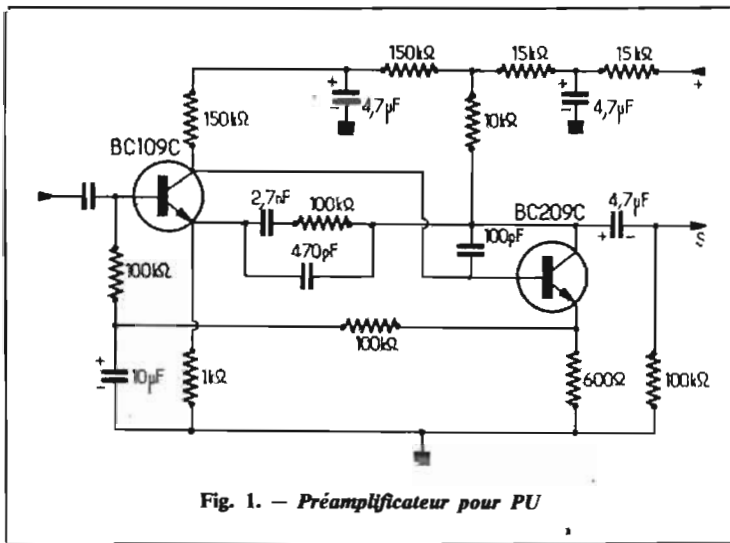 150kΩ
15kΩ
15kΩ
+
+
-
4,7µF
+
-
4,7µF
150kΩ
10kΩ
BC109C
2,7nF
100kΩ
BC209C
4,7µF
+ -
S
100pF
470pF
100kΩ
100kΩ
+
-
10µF
1kΩ
600Ω
100kΩ
Fig. 1. — Préamplificateur pour PU